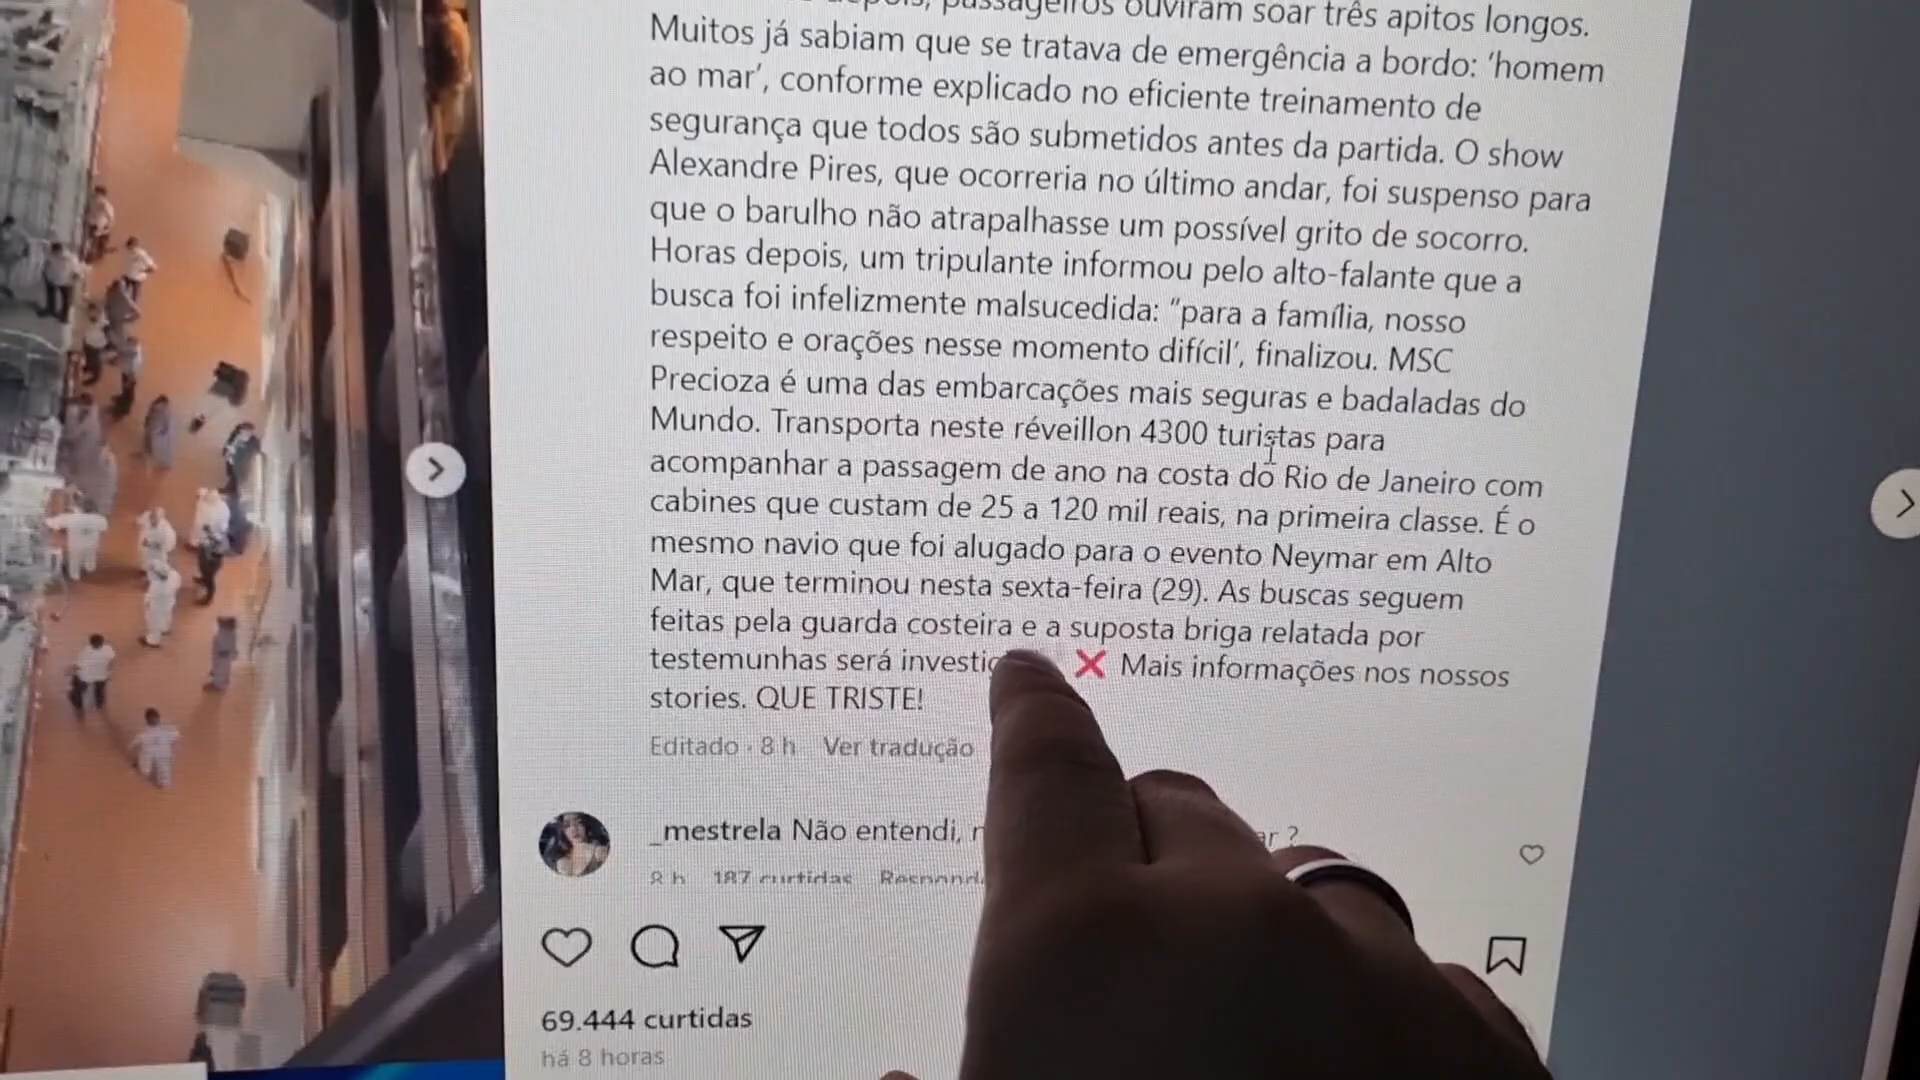 passageiros ouviram soar três apitos longos.
Muitos já sabiam que se tratava de emergência a bordo: ‘homem
ao mar’, conforme explicado no eficiente treinamento de
segurança que todos são submetidos antes da partida. O show
Alexandre Pires, que ocorreria no último andar, foi suspenso para
que o barulho não atrapalhasse um possível grito de socorro.
Horas depois, um tripulante informou pelo alto-falante que a
busca foi infelizmente malsucedida: “para a família, nosso
respeito e orações nesse momento difícil’, finalizou. MSC
Precioza é uma das embarcações mais seguras e badaladas do
Mundo. Transporta neste réveillon 4300 turistas para
acompanhar a passagem de ano na costa do Rio de Janeiro com
cabines que custam de 25 a 120 mil reais, na primeira classe. É o
mesmo navio que foi alugado para o evento Neymar em Alto
Mar, que terminou nesta sexta-feira (29). As buscas seguem
feitas pela guarda costeira e a suposta briga relatada por
testemunhas será ❌ Mais informações nos nossos
stories. QUE TRISTE!
Editado · 8 h Ver tradução
_mestrela Não entendi, ?
8 h 187 curtidas
69.444 curtidas
há 8 horas